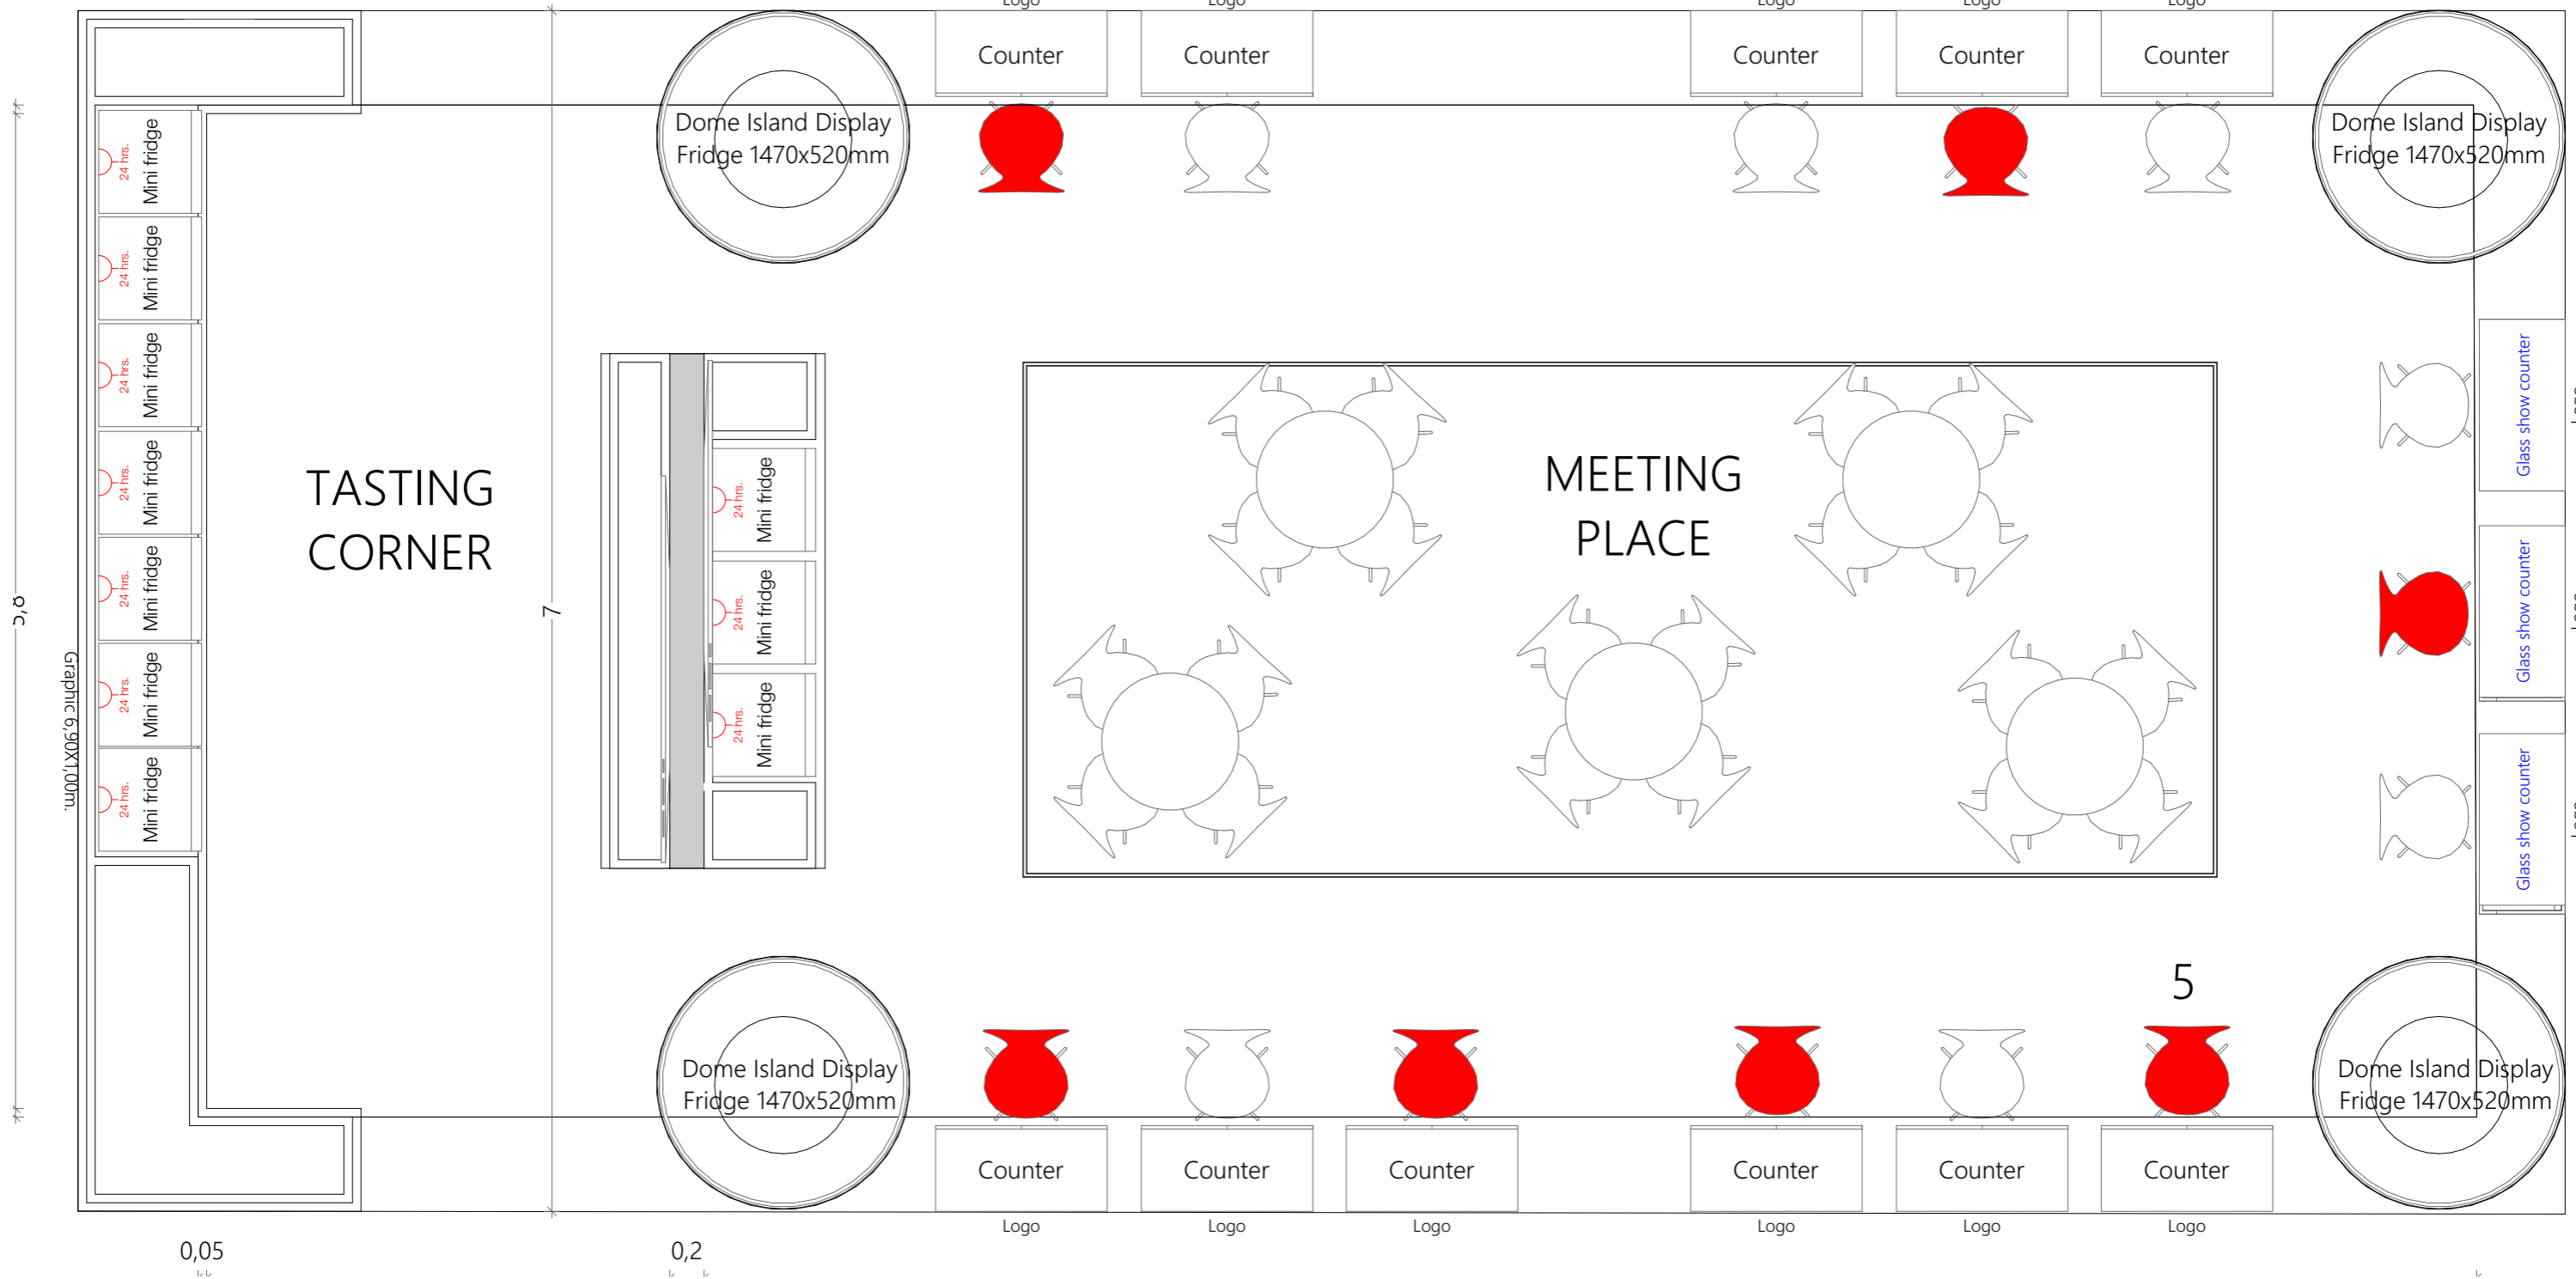 Logo
Logo
Logo
Logo
Logo
Counter
Counter
Counter
Counter
Counter
Dome Island Display
Fridge 1470x520mm
Dome Island Display
Fridge 1470x520mm
24 hrs.
Mini fridge
24 hrs.
Mini fridge
24 hrs.
Mini fridge
24 hrs.
Mini fridge
24 hrs.
Mini fridge
24 hrs.
Mini fridge
24 hrs.
Mini fridge
Graphic 6,90X1,00m.
TASTING
CORNER
7
24 hrs.
Mini fridge
24 hrs.
Mini fridge
24 hrs.
Mini fridge
MEETING
PLACE
Glass show counter
Glass show counter
Glass show counter
5
Dome Island Display
Fridge 1470x520mm
Dome Island Display
Fridge 1470x520mm
Counter
Counter
Counter
Counter
Counter
Counter
Logo
Logo
Logo
Logo
Logo
Logo
0,05
0,2